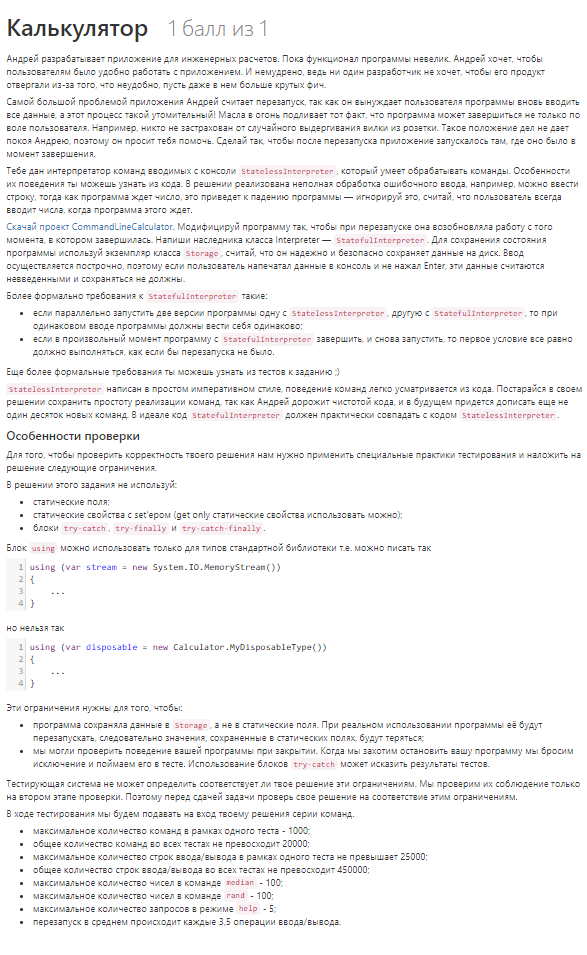 Калькулятор 1 балл из 1
Андрей разрабатывает приложение для инженерных расчетов. Пока функционал программы невелик. Андрей хочет, чтобы
пользователям было удобно работать с приложением. И немудрено, ведь ни один разработчик не хочет, чтобы его продукт
отвергали из-за того, что неудобно, пусть даже в нем больше крутых фич.
Самой большой проблемой приложения Андрей считает перезапуск, так как он вынуждает пользователя программы вновь вводить
все данные, а этот процесс такой утомительный! Масла в огонь подливает тот факт, что программа может завершиться не только по
воле пользователя. Например, никто не застрахован от случайного выдергивания вилки из розетки. Такое положение дел не дает
покоя Андрею, поэтому он просит тебя помочь. Сделай так, чтобы после перезапуска приложение запускалось там, где оно было в
момент завершения.
Тебе дан интерпретатор команд вводимых с консоли StatelessInterpreter, который умеет обрабатывать команды. Особенности
их поведения ты можешь узнать из кода. В решении реализована неполная обработка ошибочного ввода, например, можно ввести
строку, тогда как программа ждет число, это приведет к падению программы — игнорируй это, считай, что пользователь всегда
вводит числа, когда программа этого ждет.
Скачай проект CommandLineCalculator. Модифицируй программу так, чтобы при перезапуске она возобновляла работу с того
момента, в котором завершилась. Напиши наследника класса Interpreter — StatefulInterpreter. Для сохранения состояния
программы используй экземпляр класса Storage, считай, что он надежно и безопасно сохраняет данные на диск. Ввод
осуществляется построчно, поэтому если пользователь напечатал данные в консоль и не нажал Enter, эти данные считаются
невведенными и сохраняться не должны.
Более формально требования к StatefulInterpreter такие:
• если параллельно запустить две версии программы одну с StatelessInterpreter, другую с StatefulInterpreter, то при
одинаковом вводе программы должны вести себя одинаково;
• если в произвольный момент программу с StatefulInterpreter завершить, и снова запустить, то первое условие все равно
должно выполняться, как если бы перезапуска не было.
Еще более формальные требования ты можешь узнать из тестов к заданию ;)
StatelessInterpreter написан в простом императивном стиле, поведение команд легко усматривается из кода. Постарайся в своем
решении сохранить простоту реализации команд, так как Андрей дорожит чистотой кода, и в будущем придется дописать еще не
один десяток новых команд. В идеале код StatefulInterpreter должен практически совпадать с кодом StatelessInterpreter.
Особенности проверки
Для того, чтобы проверить корректность твоего решения нам нужно применить специальные практики тестирования и наложить на
решение следующие ограничения.
В решении этого задания не используй:
• статические поля;
• статические свойства с set'ером (get only статические свойства использовать можно);
• блоки try-catch, try-finally и try-catch-finally.
Блок using можно использовать только для типов стандартной библиотеки т.е. можно писать так
1 using (var stream = new System.IO.MemoryStream())
2 {
3 ...
4 }
но нельзя так
1 using (var disposable = new Calculator.MyDisposableType())
2 {
3 ...
4 }
Эти ограничения нужны для того, чтобы:
• программа сохраняла данные в Storage, а не в статические поля. При реальном использовании программы её будут
перезапускать, следовательно значения, сохраненные в статических полях, будут теряться;
• мы могли проверить поведение вашей программы при закрытии. Когда мы захотим остановить вашу программу мы бросим
исключение и поймаем его в тесте. Использование блоков try-catch может исказить результаты тестов.
Тестирующая система не может определить соответствует ли твое решение эти ограничениям. Мы проверим их соблюдение только
на втором этапе проверки. Поэтому перед сдачей задачи проверь свое решение на соответствие этим ограничениям.
В ходе тестирования мы будем подавать на вход твоему решения серии команд.
• максимальное количество команд в рамках одного теста - 1000;
• общее количество команд во всех тестах не превосходит 20000;
• максимальное количество строк ввода/вывода в рамках одного теста не превышает 25000;
• общее количество строк ввода/вывода во всех тестах не превосходит 450000;
• максимальное количество чисел в команде median - 100;
• максимальное количество чисел в команде rand - 100;
• максимальное количество запросов в режиме help - 5;
• перезапуск в среднем происходит каждые 3,5 операции ввода/вывода.